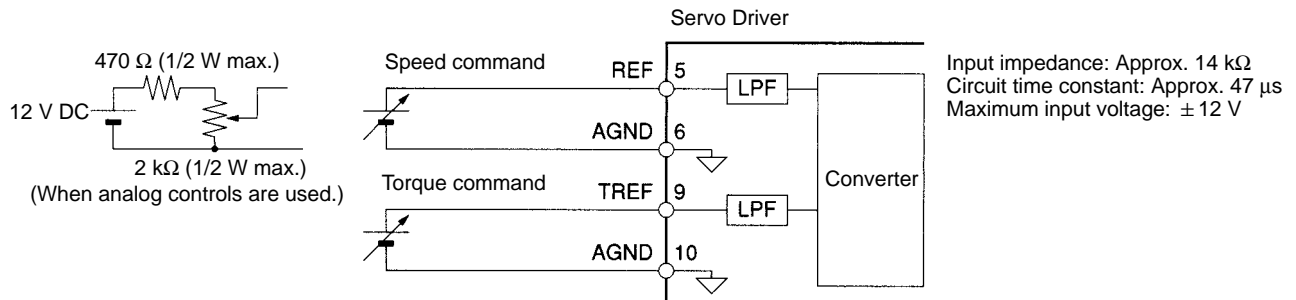 Servo Driver
470 Ω (1/2 W max.)
12 V DC
2 kΩ (1/2 W max.)
(When analog controls are used.)
Speed command
REF 5
LPF
AGND 6
Torque command
TREF 9
LPF
AGND 10
Converter
Input impedance: Approx. 14 kΩ
Circuit time constant: Approx. 47 μs
Maximum input voltage: ± 12 V